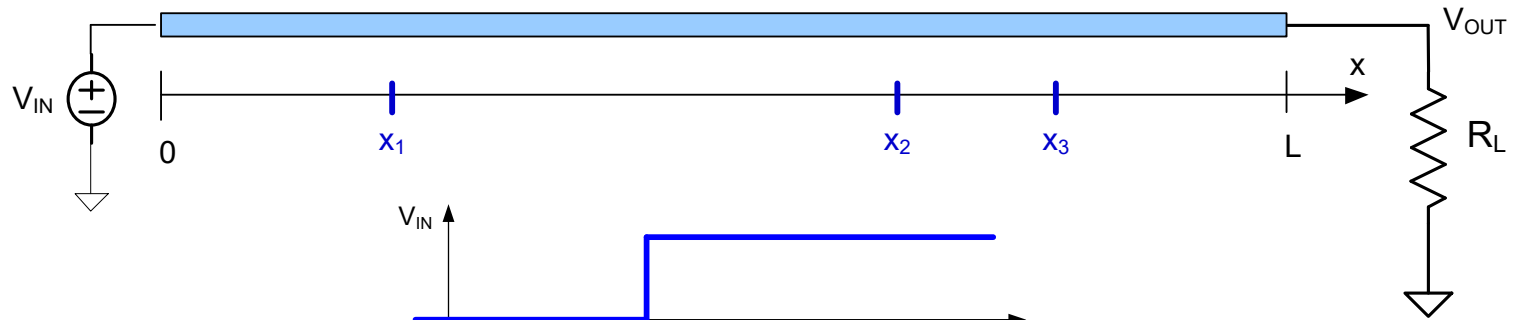 V_OUT
x
V_IN
0
x_1
x_2
x_3
L
R_L
V_IN